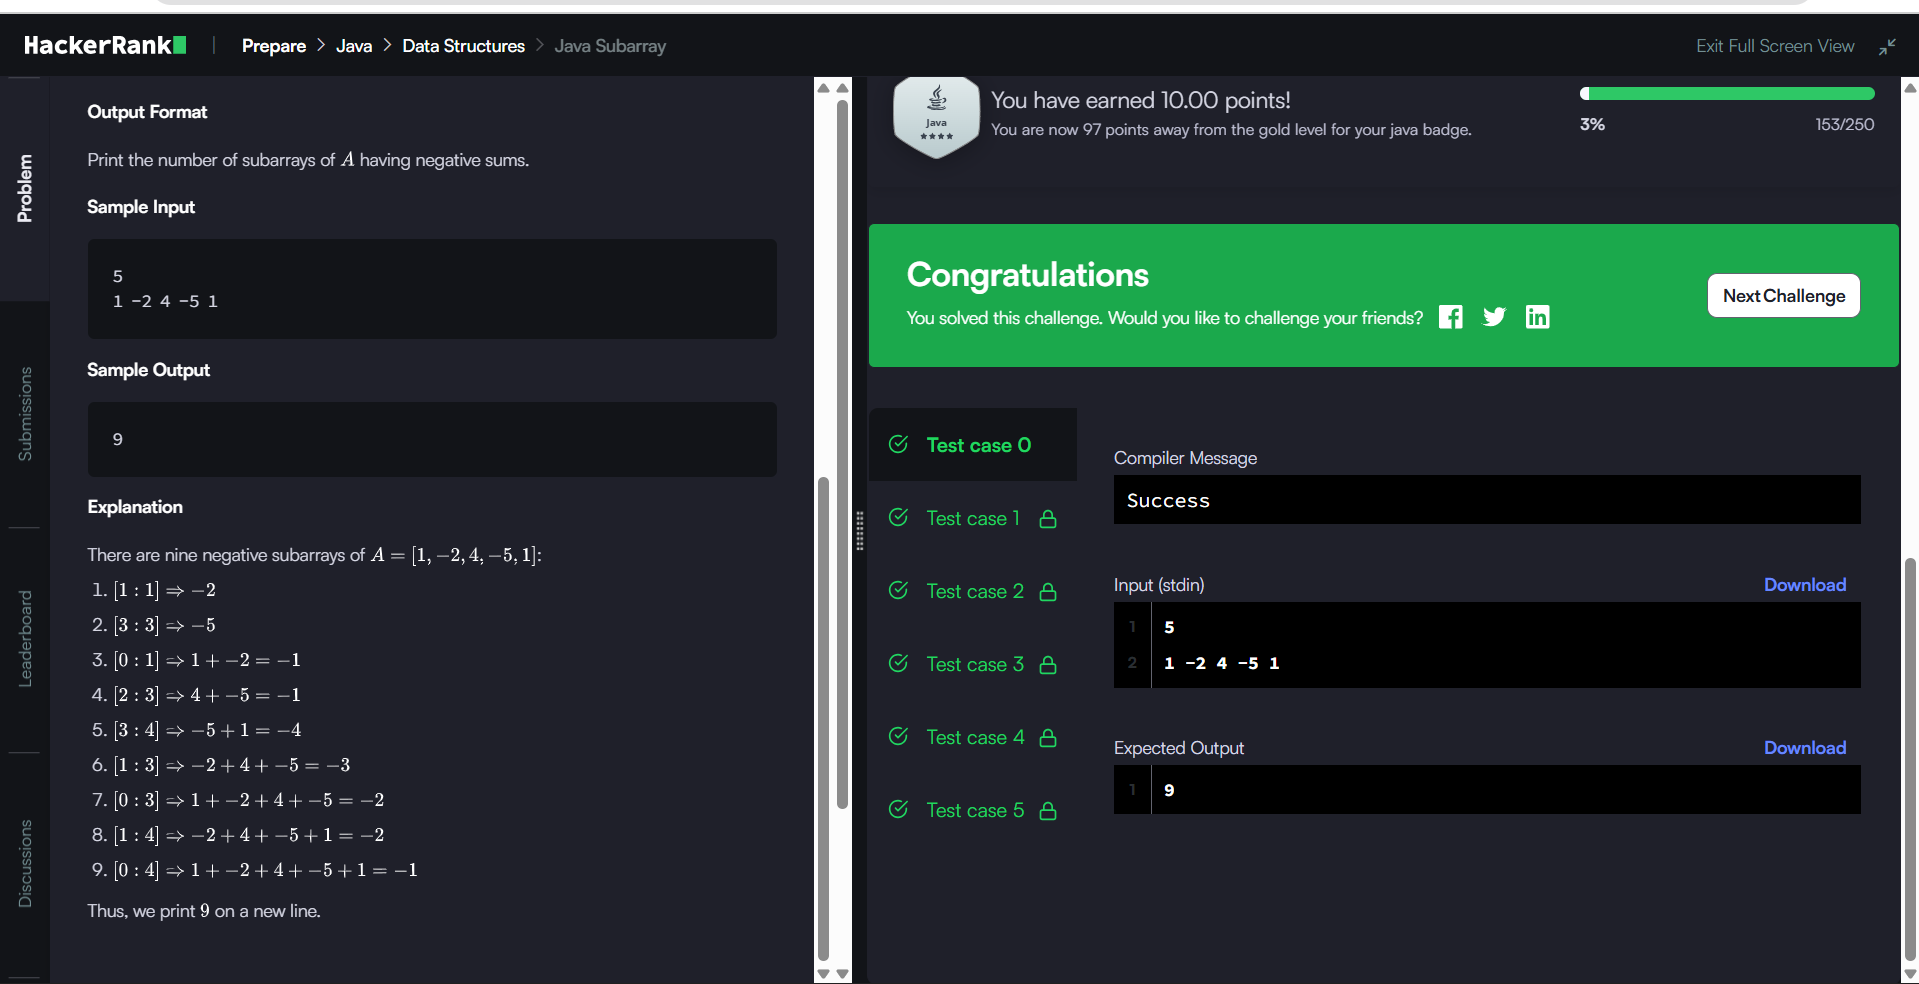 HackerRank | Prepare > Java > Data Structures > Java Subarray
Exit Full Screen View
Problem
Submissions
Leaderboard
Discussions
Output Format
Print the number of subarrays of A having negative sums.
Sample Input
5
1 -2 4 -5 1
Sample Output
9
Explanation
There are nine negative subarrays of A = [1, −2, 4, −5, 1]:
1. [1 : 1] ⇒ −2
2. [3 : 3] ⇒ −5
3. [0 : 1] ⇒ 1 + −2 = −1
4. [2 : 3] ⇒ 4 + −5 = −1
5. [3 : 4] ⇒ −5 + 1 = −4
6. [1 : 3] ⇒ −2 + 4 + −5 = −3
7. [0 : 3] ⇒ 1 + −2 + 4 + −5 = −2
8. [1 : 4] ⇒ −2 + 4 + −5 + 1 = −2
9. [0 : 4] ⇒ 1 + −2 + 4 + −5 + 1 = −1
Thus, we print 9 on a new line.
Java
You have earned 10.00 points!
You are now 97 points away from the gold level for your java badge.
3%
153/250
Congratulations
You solved this challenge. Would you like to challenge your friends?
Next Challenge
Test case 0
Test case 1
Test case 2
Test case 3
Test case 4
Test case 5
Compiler Message
Success
Input (stdin)
Download
1 5
2 1 -2 4 -5 1
Expected Output
Download
1 9